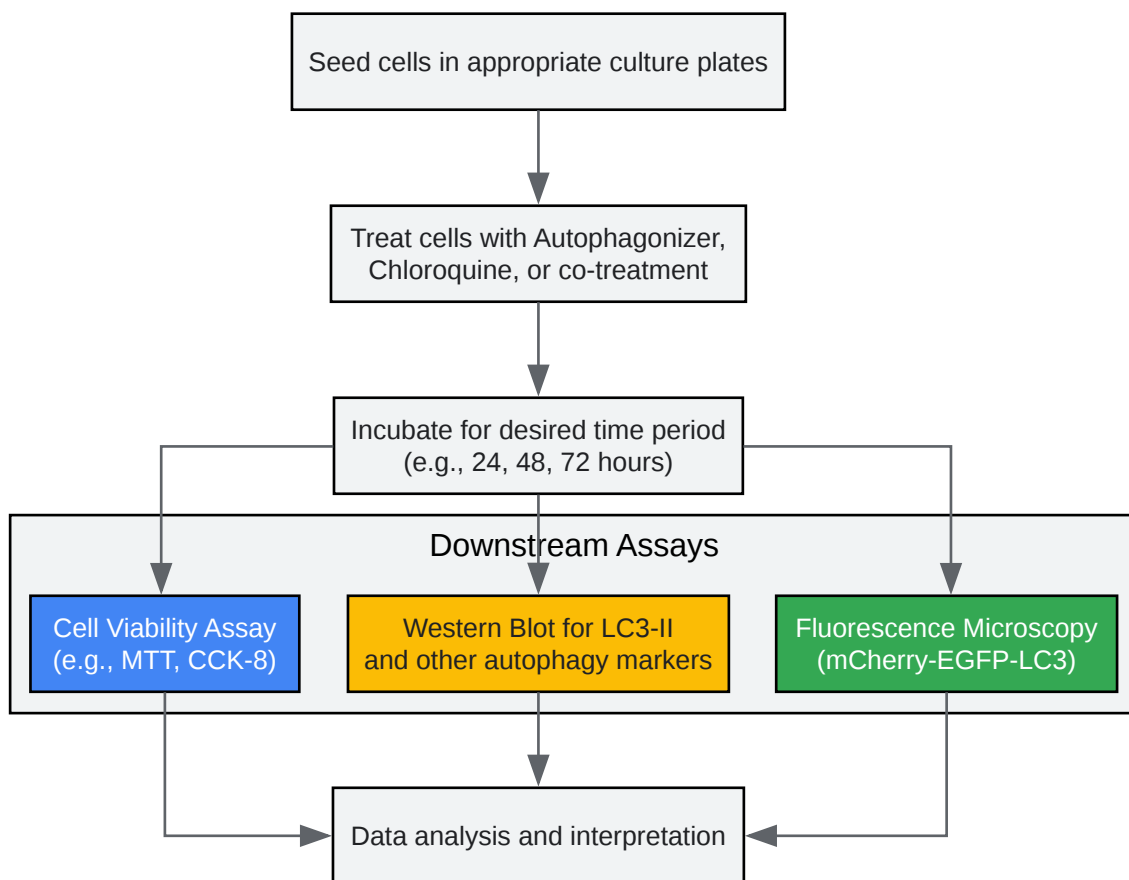 Seed cells in appropriate culture plates
Treat cells with Autophagonizer,
Chloroquine, or co-treatment
Incubate for desired time period
(e.g., 24, 48, 72 hours)
Downstream Assays
Cell Viability Assay
(e.g., MTT, CCK-8)
Western Blot for LC3-II
and other autophagy markers
Fluorescence Microscopy
(mCherry-EGFP-LC3)
Data analysis and interpretation